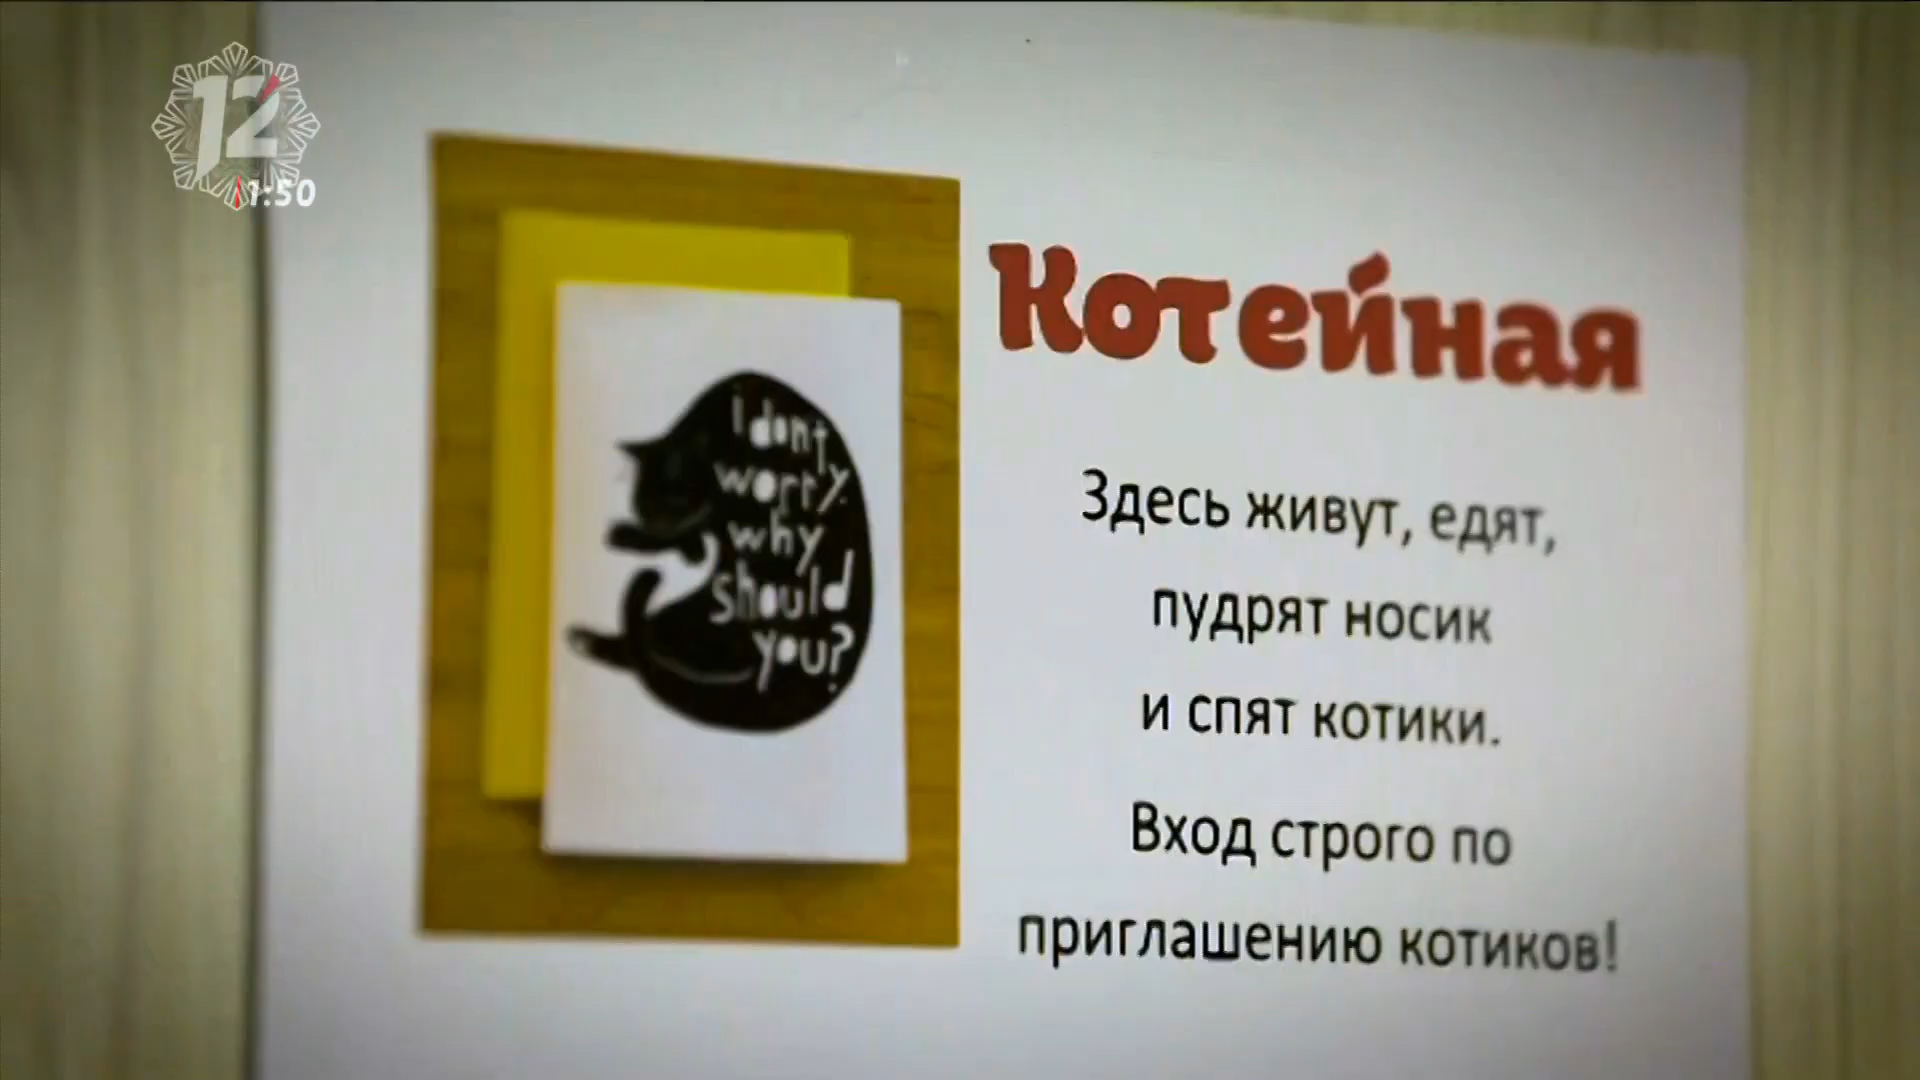 12
1:50
Котейная
I don't
worry.
why
should
you?
Здесь живут, едят,
пудрят носик
и спят котики.
Вход строго по
приглашению котиков!